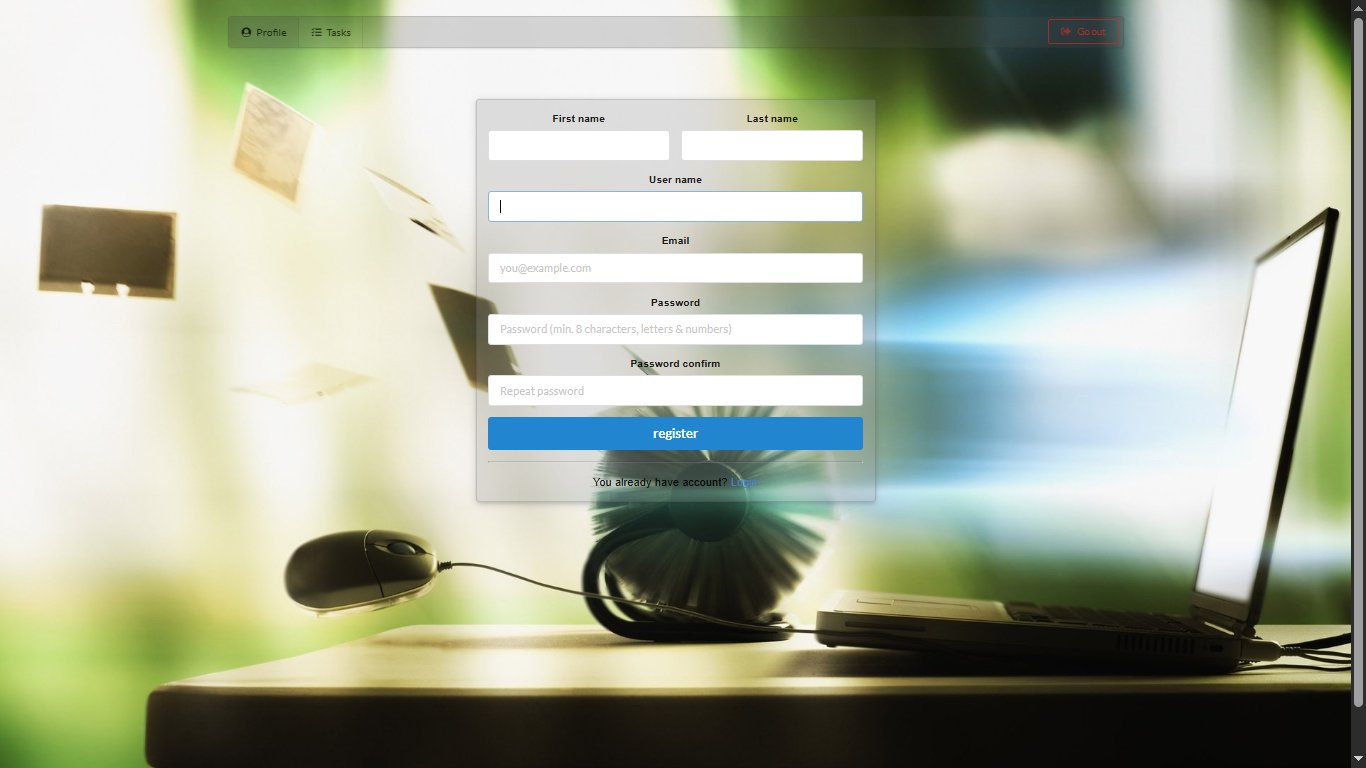 Profile Tasks Go out
First name Last name
User name
Email
you@example.com
Password
Password (min. 8 characters, letters & numbers)
Password confirm
Repeat password
register
You already have account? Login